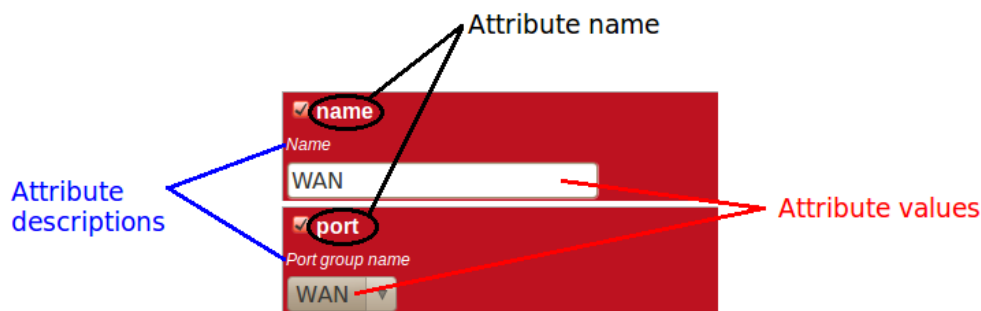 Attribute name
name
Name
WAN
Attribute
descriptions
Attribute values
port
Port group name
WAN